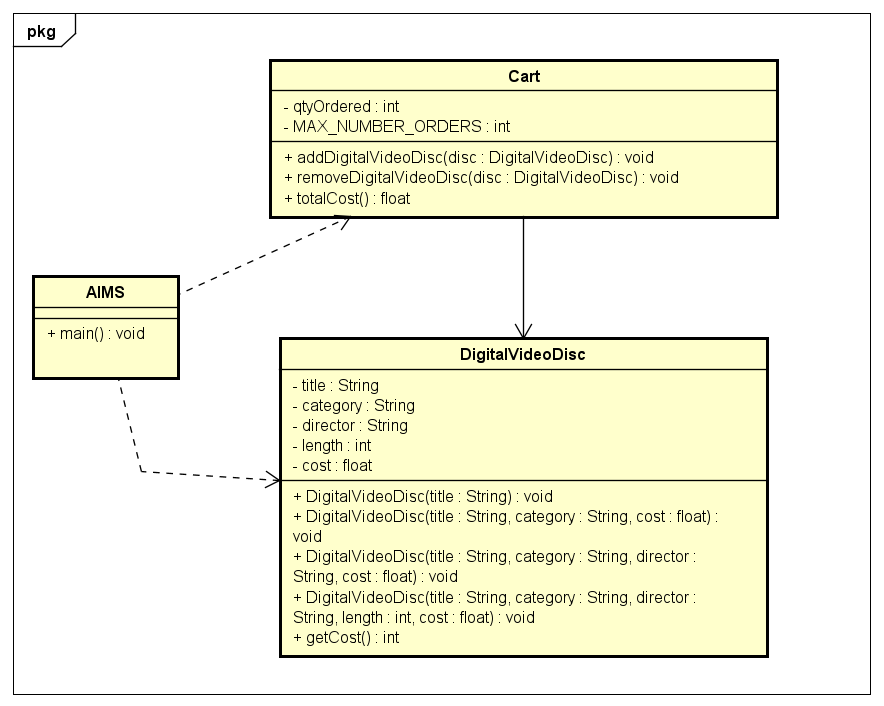 pkg
Cart
- qtyOrdered : int
- MAX_NUMBER_ORDERS : int
+ addDigitalVideoDisc(disc : DigitalVideoDisc) : void
+ removeDigitalVideoDisc(disc : DigitalVideoDisc) : void
+ totalCost() : float
AIMS
+ main() : void
DigitalVideoDisc
- title : String
- category : String
- director : String
- length : int
- cost : float
+ DigitalVideoDisc(title : String) : void
+ DigitalVideoDisc(title : String, category : String, cost : float) :
void
+ DigitalVideoDisc(title : String, category : String, director :
String, cost : float) : void
+ DigitalVideoDisc(title : String, category : String, director :
String, length : int, cost : float) : void
+ getCost() : int